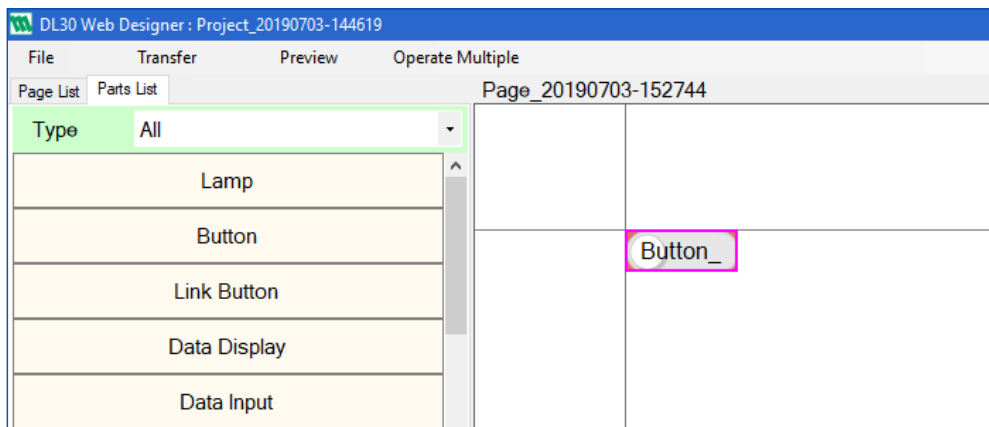 DL30 Web Designer : Project_20190703-144619
File Transfer Preview Operate Multiple
Page List Parts List
Page_20190703-152744
Type All
Lamp
Button
Link Button
Data Display
Data Input
Button_